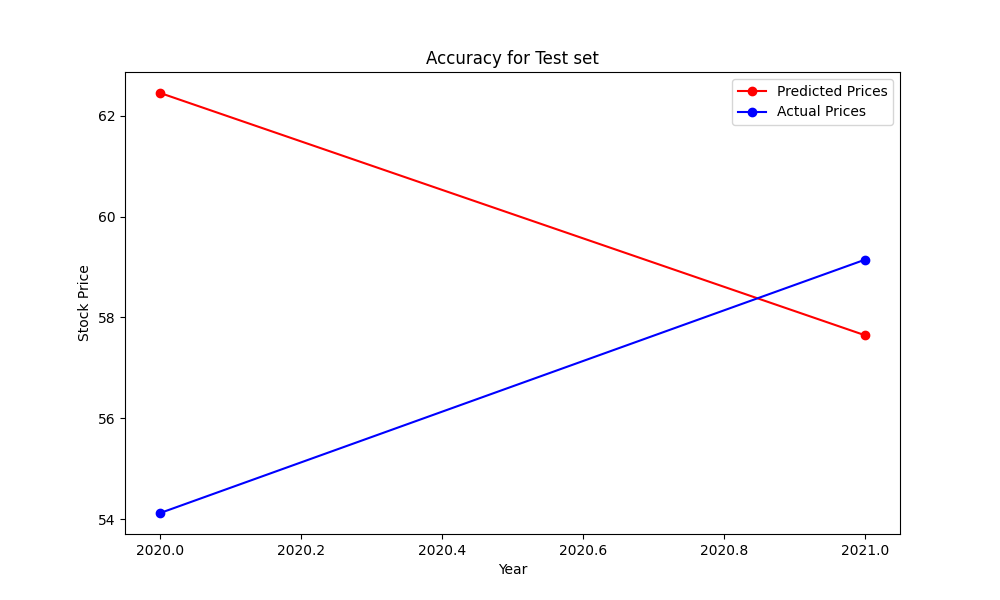 Accuracy for Test set
Predicted Prices
Actual Prices
62
60
58
56
54
Stock Price
2020.0 2020.2 2020.4 2020.6 2020.8 2021.0
Year